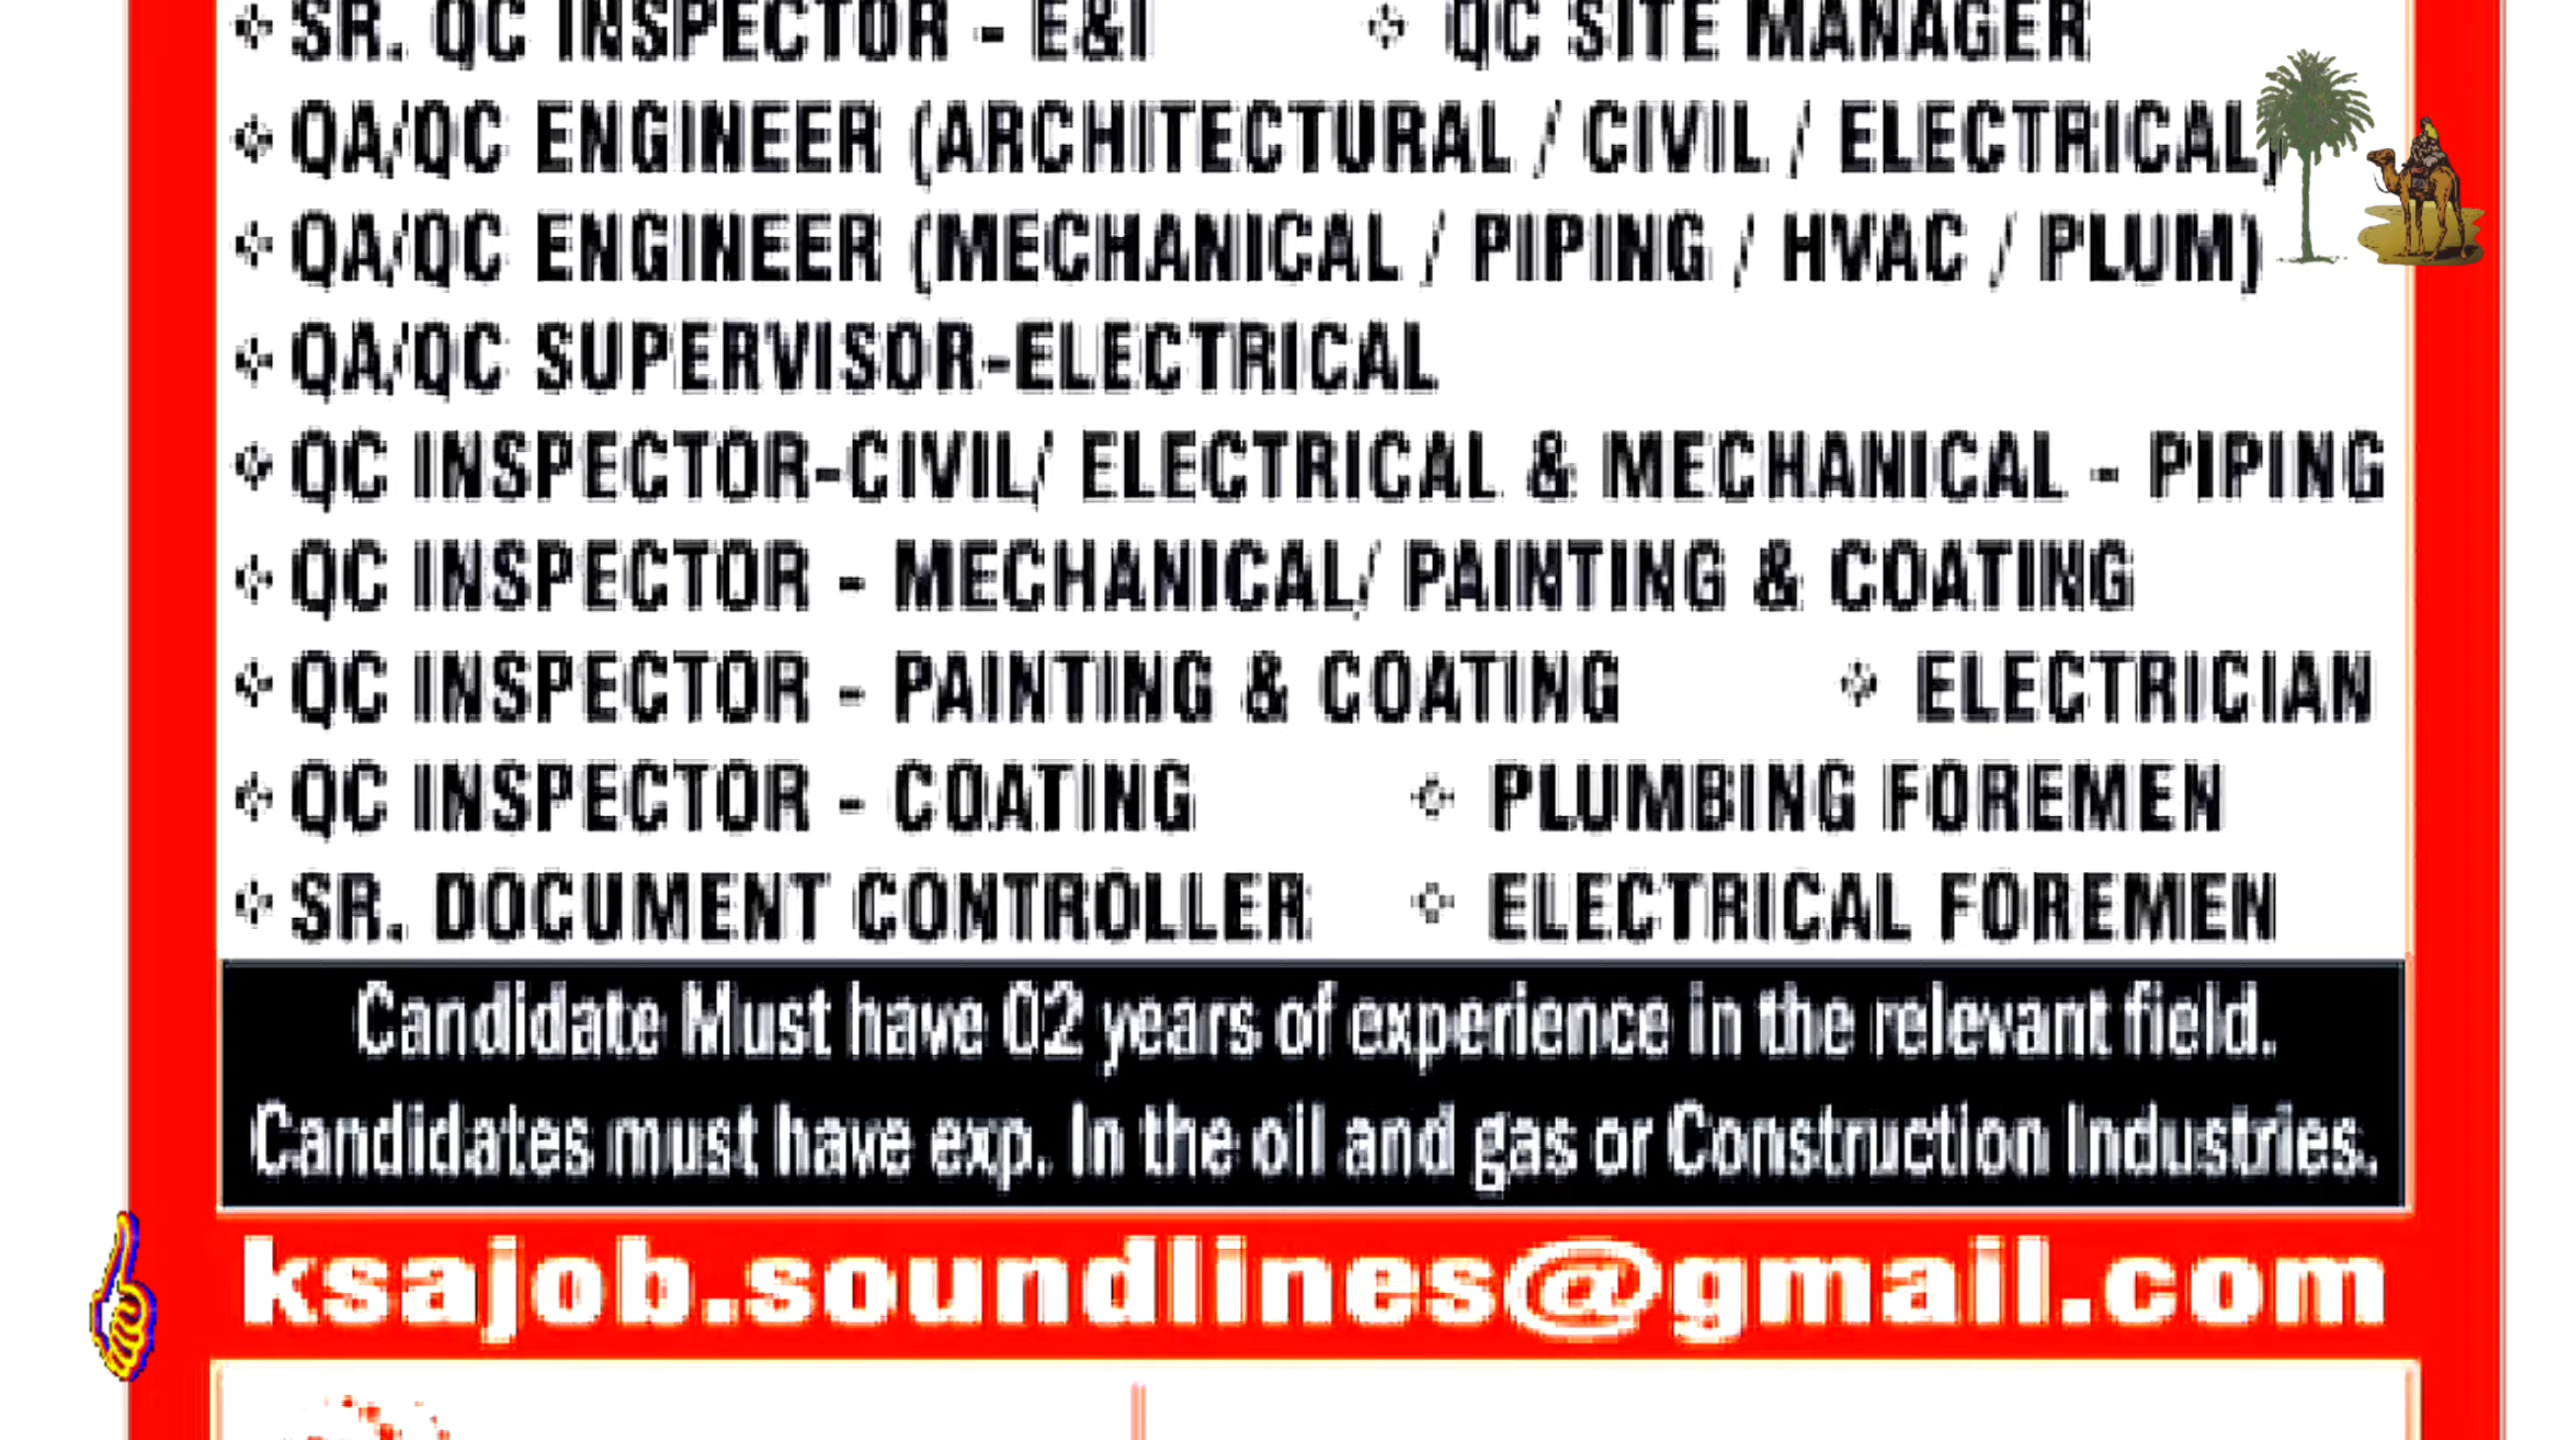 ❖ SR. QC INSPECTOR - E&I ❖ QC SITE MANAGER
❖ QA/QC ENGINEER (ARCHITECTURAL / CIVIL / ELECTRICAL)
❖ QA/QC ENGINEER (MECHANICAL / PIPING / HVAC / PLUM)
❖ QA/QC SUPERVISOR-ELECTRICAL
❖ QC INSPECTOR-CIVIL/ ELECTRICAL & MECHANICAL - PIPING
❖ QC INSPECTOR - MECHANICAL/ PAINTING & COATING
❖ QC INSPECTOR - PAINTING & COATING ❖ ELECTRICIAN
❖ QC INSPECTOR - COATING ❖ PLUMBING FOREMEN
❖ SR. DOCUMENT CONTROLLER ❖ ELECTRICAL FOREMEN
Candidate Must have 02 years of experience in the relevant field.
Candidates must have exp. In the oil and gas or Construction Industries.
ksajob.soundlines@gmail.com